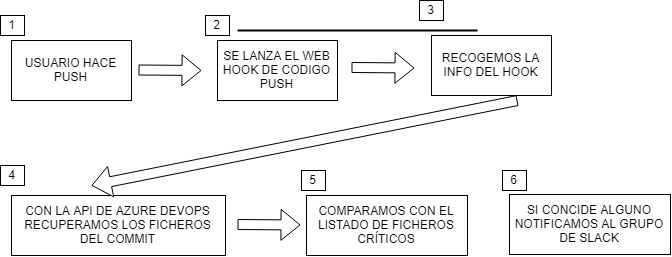 1
USUARIO HACE
PUSH
2
SE LANZA EL WEB
HOOK DE CODIGO
PUSH
3
RECOGEMOS LA
INFO DEL HOOK
4
CON LA API DE AZURE DEVOPS
RECUPERAMOS LOS FICHEROS
DEL COMMIT
5
COMPARAMOS CON EL
LISTADO DE FICHEROS
CRÍTICOS
6
SI CONCIDE ALGUNO
NOTIFICAMOS AL GRUPO
DE SLACK